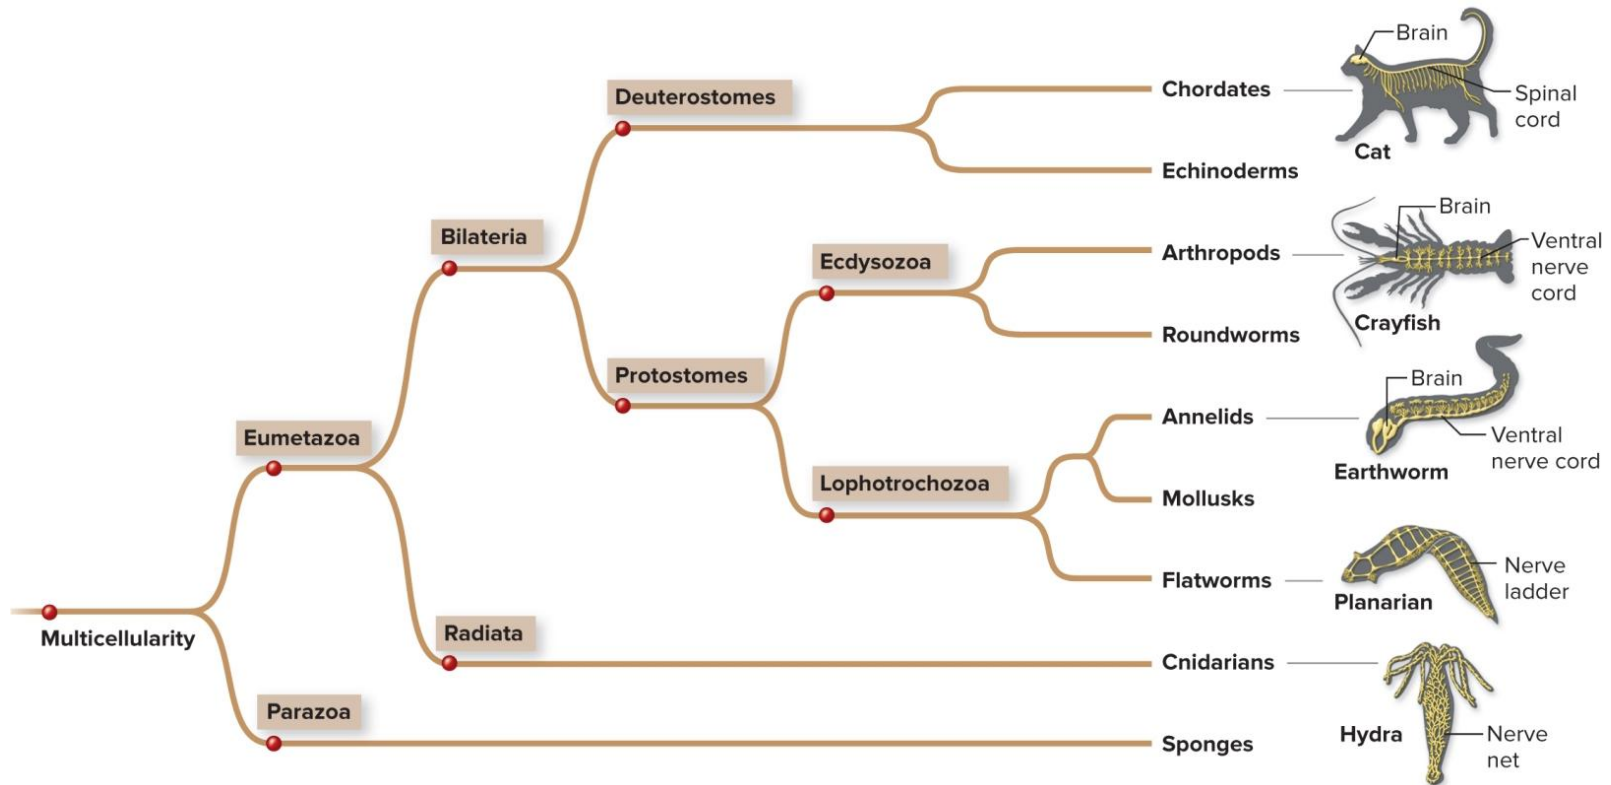 Deuterostomes
Bilateria
Ecdysozoa
Protostomes
Eumetazoa
Lophotrochozoa
Multicellularity
Radiata
Parazoa
Chordates
Brain
Spinal
cord
Cat
Echinoderms
Arthropods
Brain
Ventral
nerve
cord
Crayfish
Roundworms
Annelids
Brain
Ventral
nerve cord
Earthworm
Mollusks
Flatworms
Nerve
ladder
Planarian
Cnidarians
Hydra
Nerve
net
Sponges